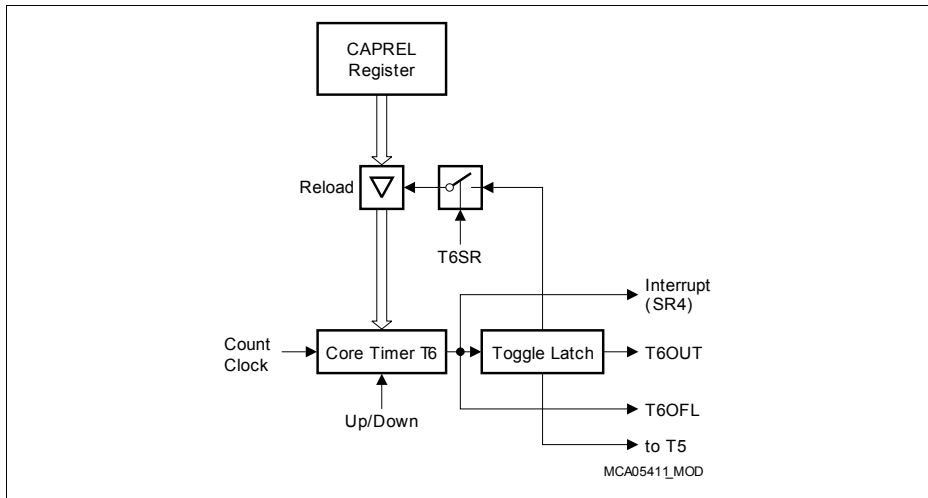 CAPREL
Register
Reload
T6SR
Interrupt
(SR4)
Count
Clock
Core Timer T6
Toggle Latch
T6OUT
Up/Down
T6OFL
to T5
MCA05411_MOD